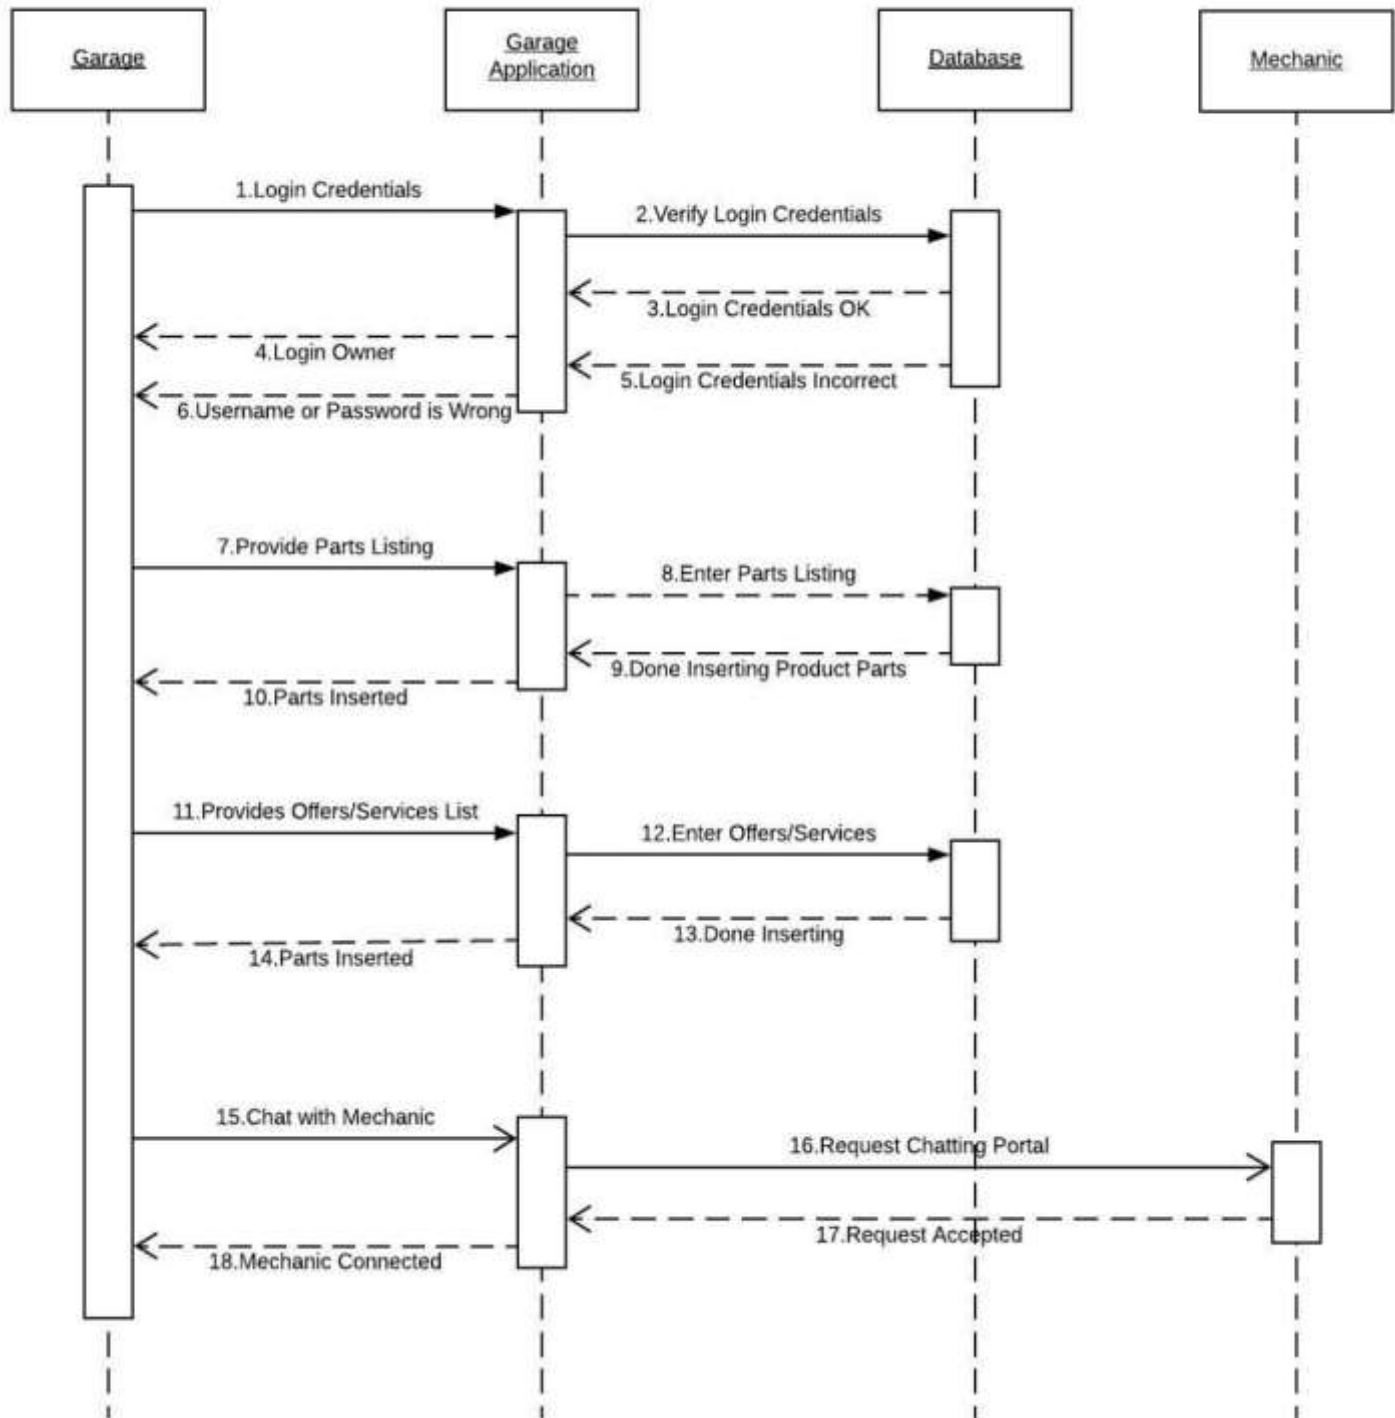 Garage
Garage
Application
Database
Mechanic
1.Login Credentials
2.Verify Login Credentials
3.Login Credentials OK
4.Login Owner
5.Login Credentials Incorrect
6.Username or Password is Wrong
7.Provide Parts Listing
8.Enter Parts Listing
9.Done Inserting Product Parts
10.Parts Inserted
11.Provides Offers/Services List
12.Enter Offers/Services
13.Done Inserting
14.Parts Inserted
15.Chat with Mechanic
16.Request Chatting Portal
17.Request Accepted
18.Mechanic Connected